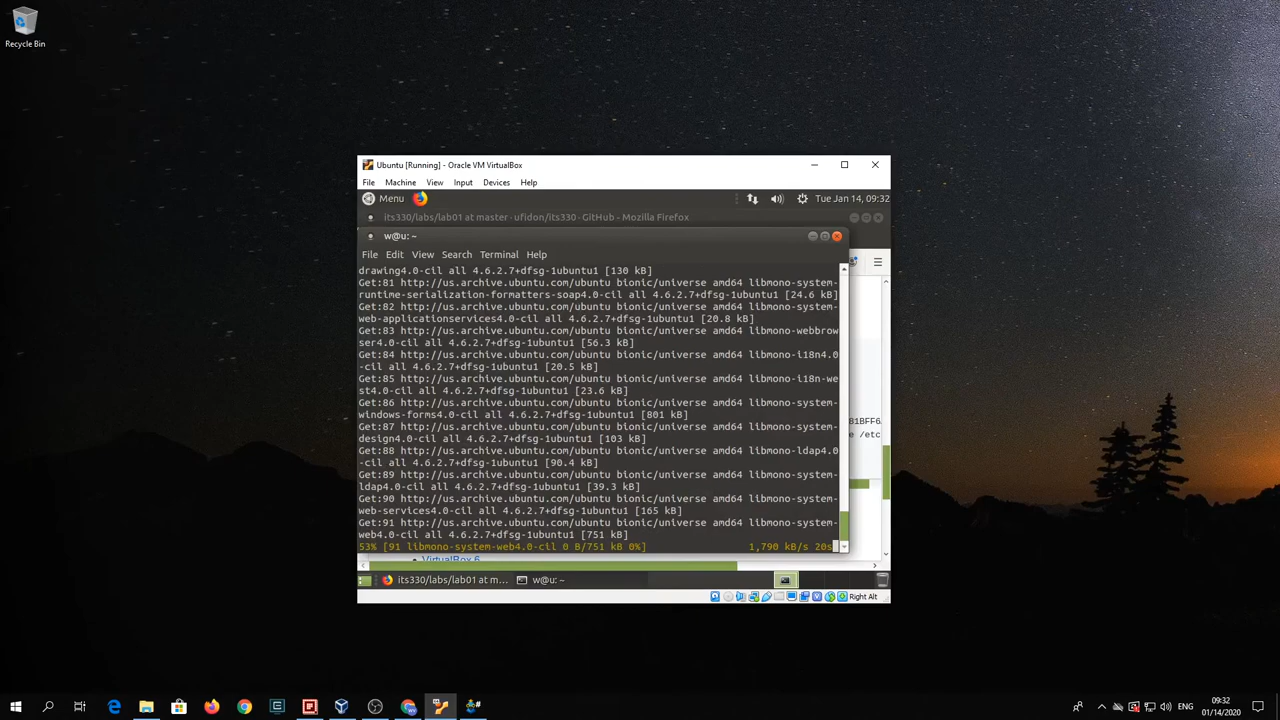 Recycle Bin
Ubuntu [Running] - Oracle VM VirtualBox
File Machine View Input Devices Help
Menu Tue Jan 14, 09:32
its330/labs/lab01 at master · ufidon/its330 · GitHub - Mozilla Firefox
w@u: ~
File Edit View Search Terminal Help
drawing4.0-cil all 4.6.2.7+dfsg-1ubuntu1 [130 kB]
Get:81 http://us.archive.ubuntu.com/ubuntu bionic/universe amd64 libmono-system-
runtime-serialization-formatters-soap4.0-cil all 4.6.2.7+dfsg-1ubuntu1 [24.6 kB]
Get:82 http://us.archive.ubuntu.com/ubuntu bionic/universe amd64 libmono-system-
web-applicationservices4.0-cil all 4.6.2.7+dfsg-1ubuntu1 [20.8 kB]
Get:83 http://us.archive.ubuntu.com/ubuntu bionic/universe amd64 libmono-webbrow
ser4.0-cil all 4.6.2.7+dfsg-1ubuntu1 [56.3 kB]
Get:84 http://us.archive.ubuntu.com/ubuntu bionic/universe amd64 libmono-i18n4.0
-cil all 4.6.2.7+dfsg-1ubuntu1 [20.5 kB]
Get:85 http://us.archive.ubuntu.com/ubuntu bionic/universe amd64 libmono-i18n-we
st4.0-cil all 4.6.2.7+dfsg-1ubuntu1 [23.6 kB]
Get:86 http://us.archive.ubuntu.com/ubuntu bionic/universe amd64 libmono-system-
windows-forms4.0-cil all 4.6.2.7+dfsg-1ubuntu1 [801 kB]
Get:87 http://us.archive.ubuntu.com/ubuntu bionic/universe amd64 libmono-system-
design4.0-cil all 4.6.2.7+dfsg-1ubuntu1 [103 kB]
Get:88 http://us.archive.ubuntu.com/ubuntu bionic/universe amd64 libmono-ldap4.0
-cil all 4.6.2.7+dfsg-1ubuntu1 [90.4 kB]
Get:89 http://us.archive.ubuntu.com/ubuntu bionic/universe amd64 libmono-system-
ldap4.0-cil all 4.6.2.7+dfsg-1ubuntu1 [39.3 kB]
Get:90 http://us.archive.ubuntu.com/ubuntu bionic/universe amd64 libmono-system-
web-services4.0-cil all 4.6.2.7+dfsg-1ubuntu1 [165 kB]
Get:91 http://us.archive.ubuntu.com/ubuntu bionic/universe amd64 libmono-system-
web4.0-cil all 4.6.2.7+dfsg-1ubuntu1 [751 kB]
53% [91 libmono-system-web4.0-cil 0 B/751 kB 0%] 1,790 kB/s 20s
81BFF6
e /etc
VirtualBox 6
its330/labs/lab01 at m... w@u: ~
Right Alt
ENG
09:32
01/14/2020